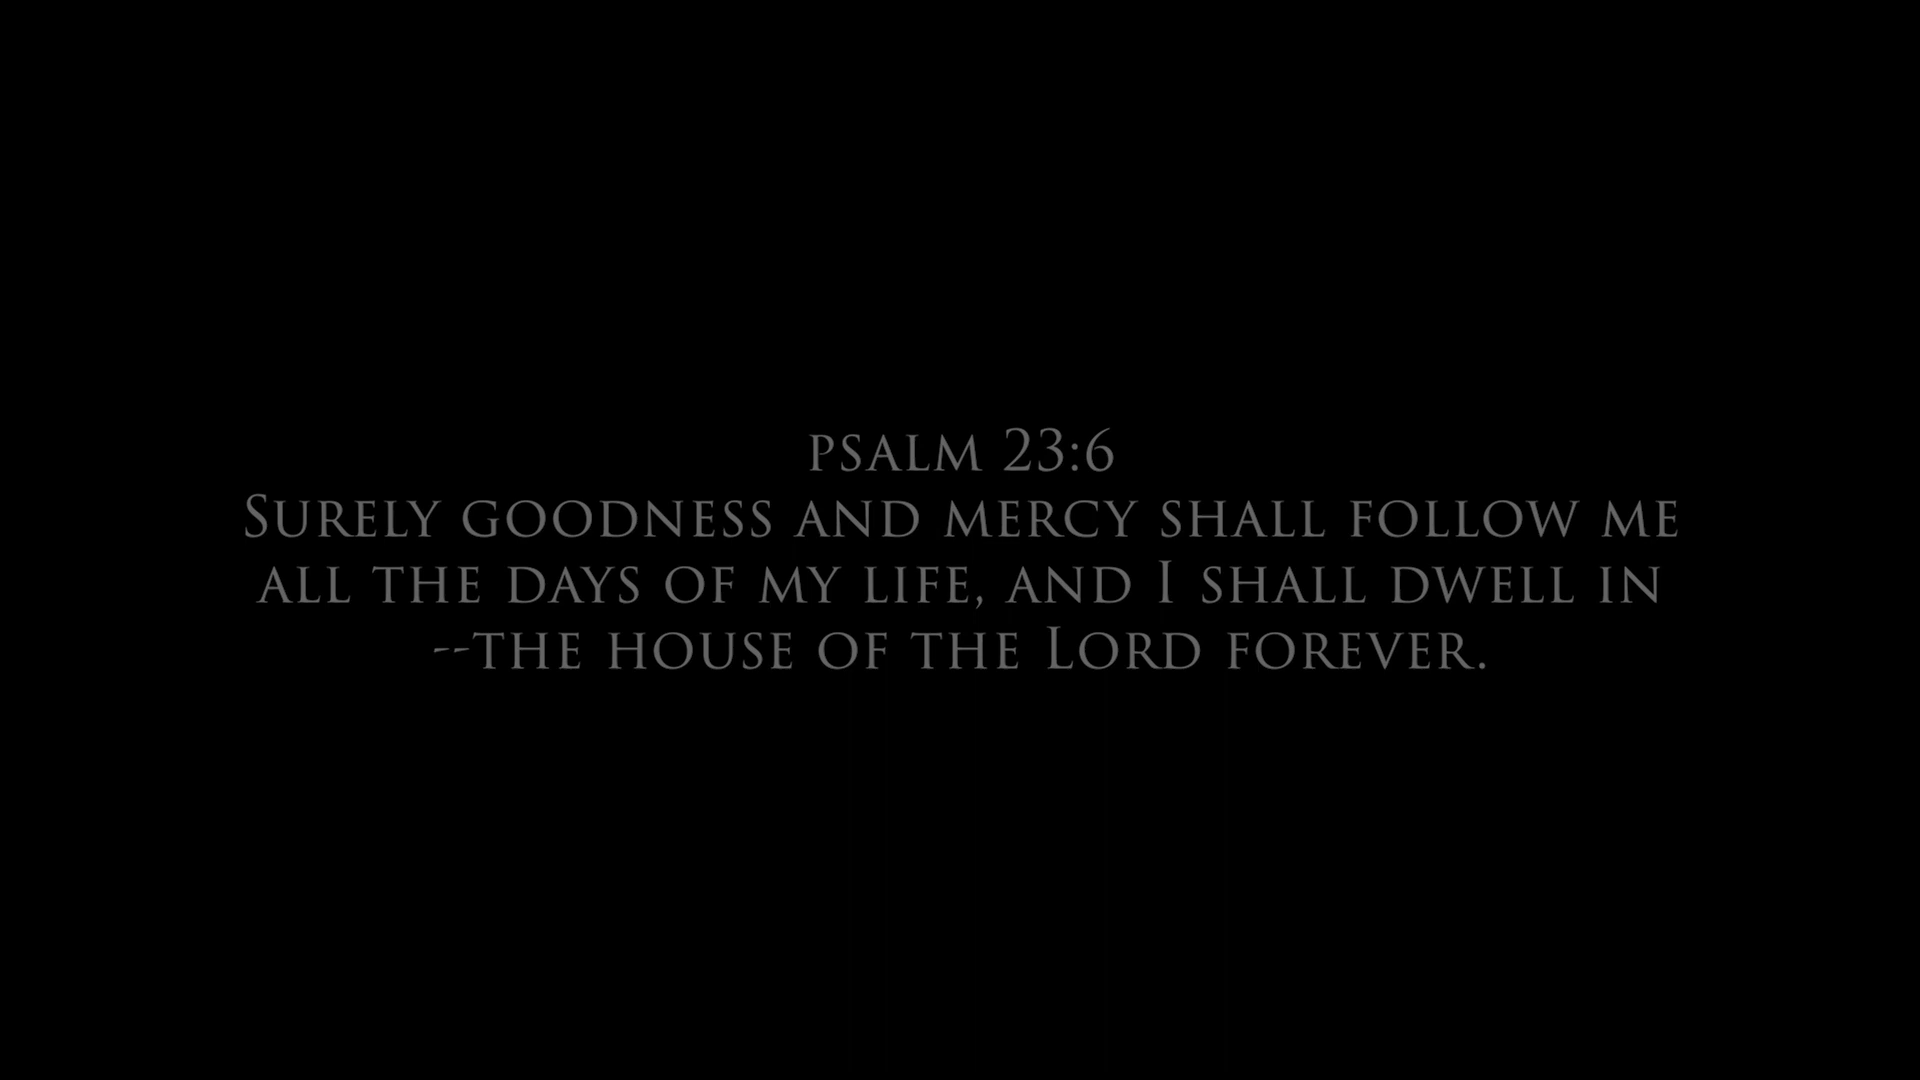 PSALM 23:6
SURELY GOODNESS AND MERCY SHALL FOLLOW ME
ALL THE DAYS OF MY LIFE, AND I SHALL DWELL IN
--THE HOUSE OF THE LORD FOREVER.